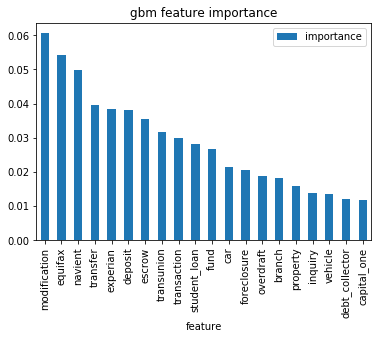 gbm feature importance
importance
0.06
0.05
0.04
0.03
0.02
0.01
0.00
modification
equifax
navient
transfer
experian
deposit
escrow
transunion
transaction
student_loan
fund
car
foreclosure
overdraft
branch
property
inquiry
vehicle
debt_collector
capital_one
feature